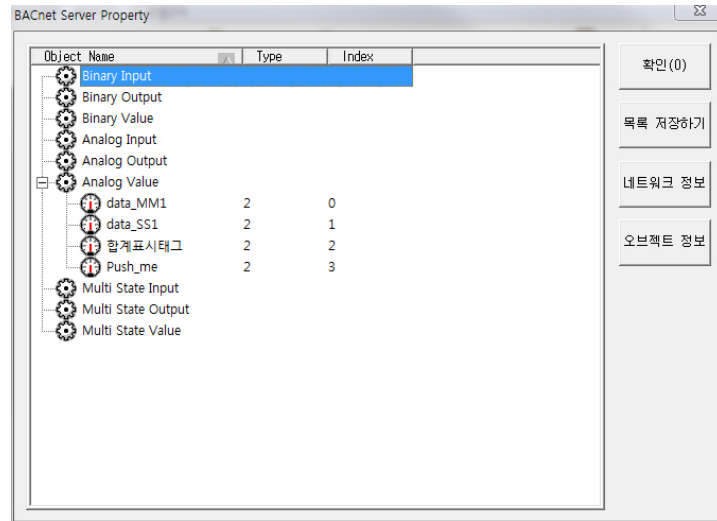 BACnet Server Property
Object Name Type Index
Binary Input
Binary Output
Binary Value
Analog Input
Analog Output
Analog Value
data_MM1 2 0
data_SS1 2 1
합계표시태그 2 2
Push_me 2 3
Multi State Input
Multi State Output
Multi State Value
확인(O)
목록 저장하기
네트워크 정보
오브젝트 정보